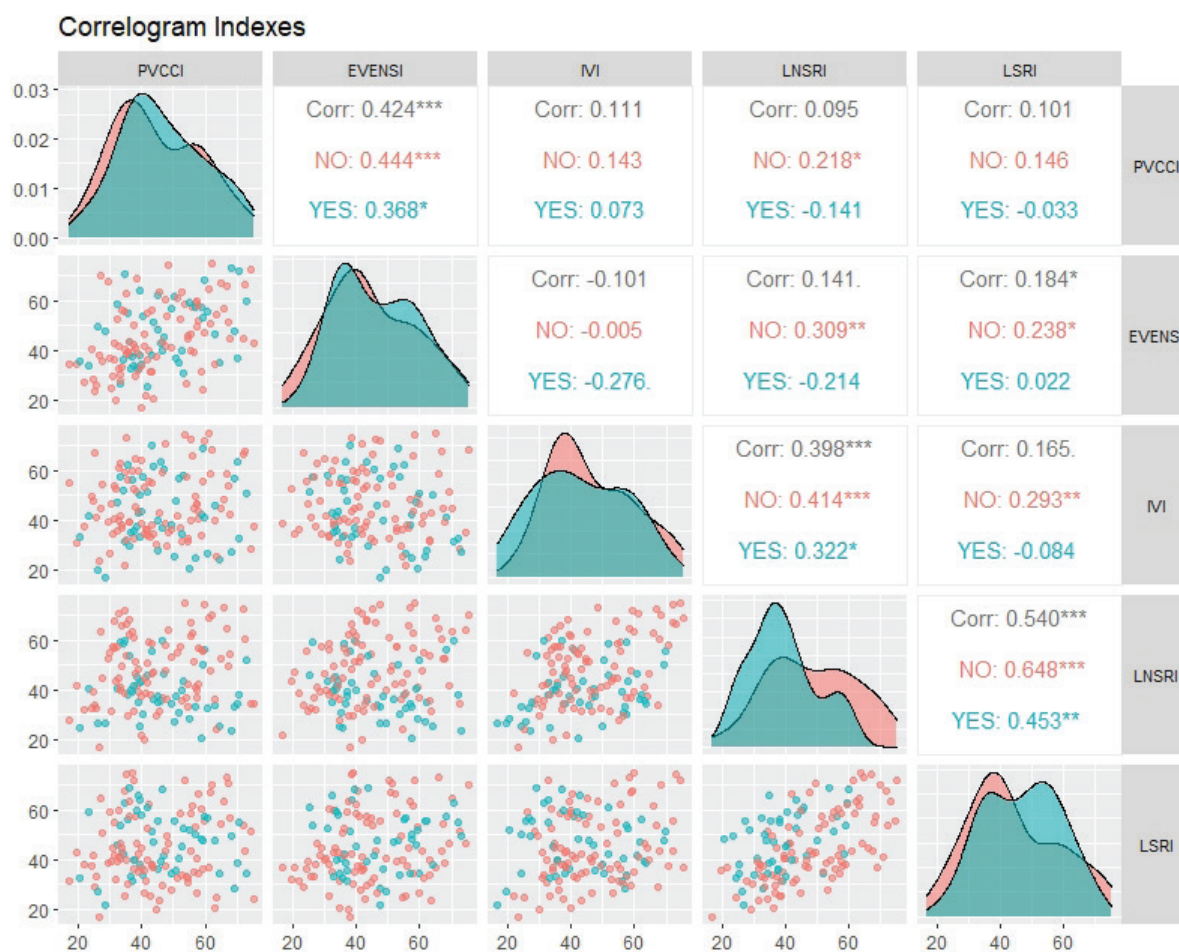 Correlogram Indexes
PVCCI EVENSI IVI LNSRI LSRI
0.03
0.02
0.01
0.00
Corr: 0.424***
NO: 0.444***
YES: 0.368*
Corr: 0.111
NO: 0.143
YES: 0.073
Corr: 0.095
NO: 0.218*
YES: -0.141
Corr: 0.101
NO: 0.146
YES: -0.033
PVCCI
60
40
20
Corr: -0.101
NO: -0.005
YES: -0.276.
Corr: 0.141.
NO: 0.309**
YES: -0.214
Corr: 0.184*
NO: 0.238*
YES: 0.022
EVENS
60
40
20
Corr: 0.398***
NO: 0.414***
YES: 0.322*
Corr: 0.165.
NO: 0.293**
YES: -0.084
IVI
60
40
20
Corr: 0.540***
NO: 0.648***
YES: 0.453**
LNSRI
60
40
20
LSRI
20 40 60 20 40 60 20 40 60 20 40 60 20 40 60